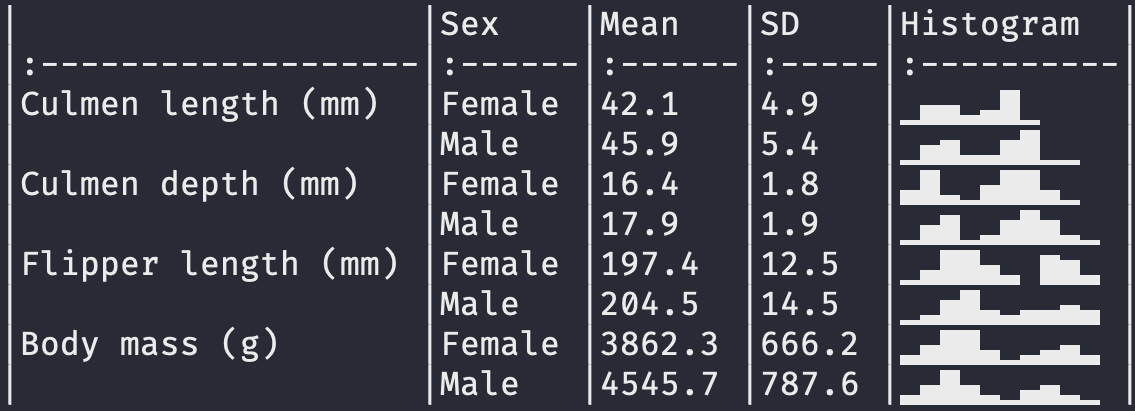 | | Sex | Mean | SD | Histogram |
|:-------------------|:------|:------|:-----|:----------|
|Culmen length (mm) |Female |42.1 |4.9 | |
| |Male |45.9 |5.4 | |
|Culmen depth (mm) |Female |16.4 |1.8 | |
| |Male |17.9 |1.9 | |
|Flipper length (mm) |Female |197.4 |12.5 | |
| |Male |204.5 |14.5 | |
|Body mass (g) |Female |3862.3 |666.2 | |
| |Male |4545.7 |787.6 | |